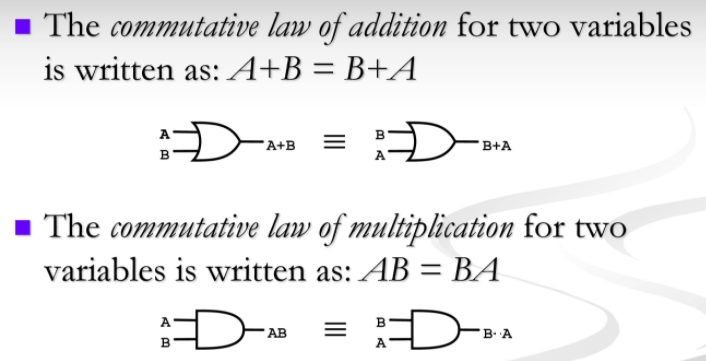 The commutative law of addition for two variables
is written as: A+B = B+A
A
B
A+B
≡
B
A
B+A
The commutative law of multiplication for two
variables is written as: AB = BA
A
B
AB
≡
B
A
B··A